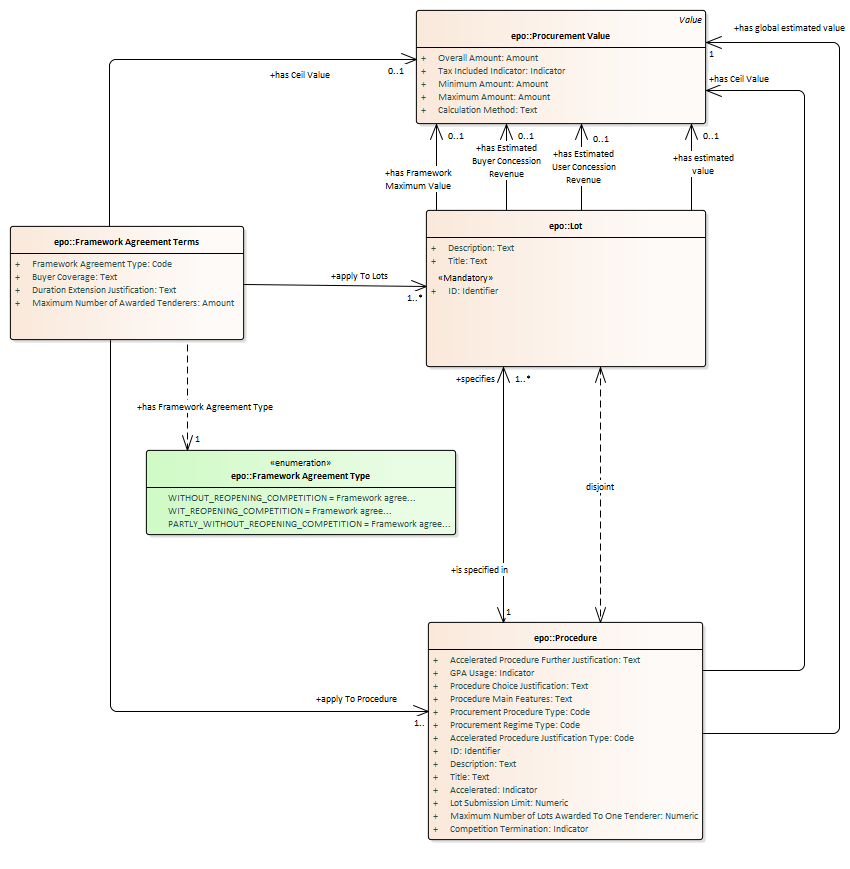 Value
epo::Procurement Value
+ Overall Amount: Amount
+ Tax Included Indicator: Indicator
+ Minimum Amount: Amount
+ Maximum Amount: Amount
+ Calculation Method: Text
+has global estimated value
1
+has Ceil Value
+has Ceil Value
0..1
0..1
+has Framework
Maximum Value
0..1
+has Estimated
Buyer Concession
Revenue
0..1
+has Estimated
User Concession
Revenue
0..1
+has estimated
value
epo::Framework Agreement Terms
+ Framework Agreement Type: Code
+ Buyer Coverage: Text
+ Duration Extension Justification: Text
+ Maximum Number of Awarded Tenderers: Amount
+apply To Lots
1..*
epo::Lot
+ Description: Text
+ Title: Text
«Mandatory»
+ ID: Identifier
+specifies
1..*
+has Framework Agreement Type
1
«enumeration»
epo::Framework Agreement Type
WITHOUT_REOPENING_COMPETITION = Framework agree...
WIT_REOPENING_COMPETITION = Framework agree...
PARTLY_WITHOUT_REOPENING_COMPETITION = Framework agree...
disjoint
+is specified in
1
+apply To Procedure
1..
epo::Procedure
+ Accelerated Procedure Further Justification: Text
+ GPA Usage: Indicator
+ Procedure Choice Justification: Text
+ Procedure Main Features: Text
+ Procurement Procedure Type: Code
+ Procurement Regime Type: Code
+ Accelerated Procedure Justification Type: Code
+ ID: Identifier
+ Description: Text
+ Title: Text
+ Accelerated: Indicator
+ Lot Submission Limit: Numeric
+ Maximum Number of Lots Awarded To One Tenderer: Numeric
+ Competition Termination: Indicator